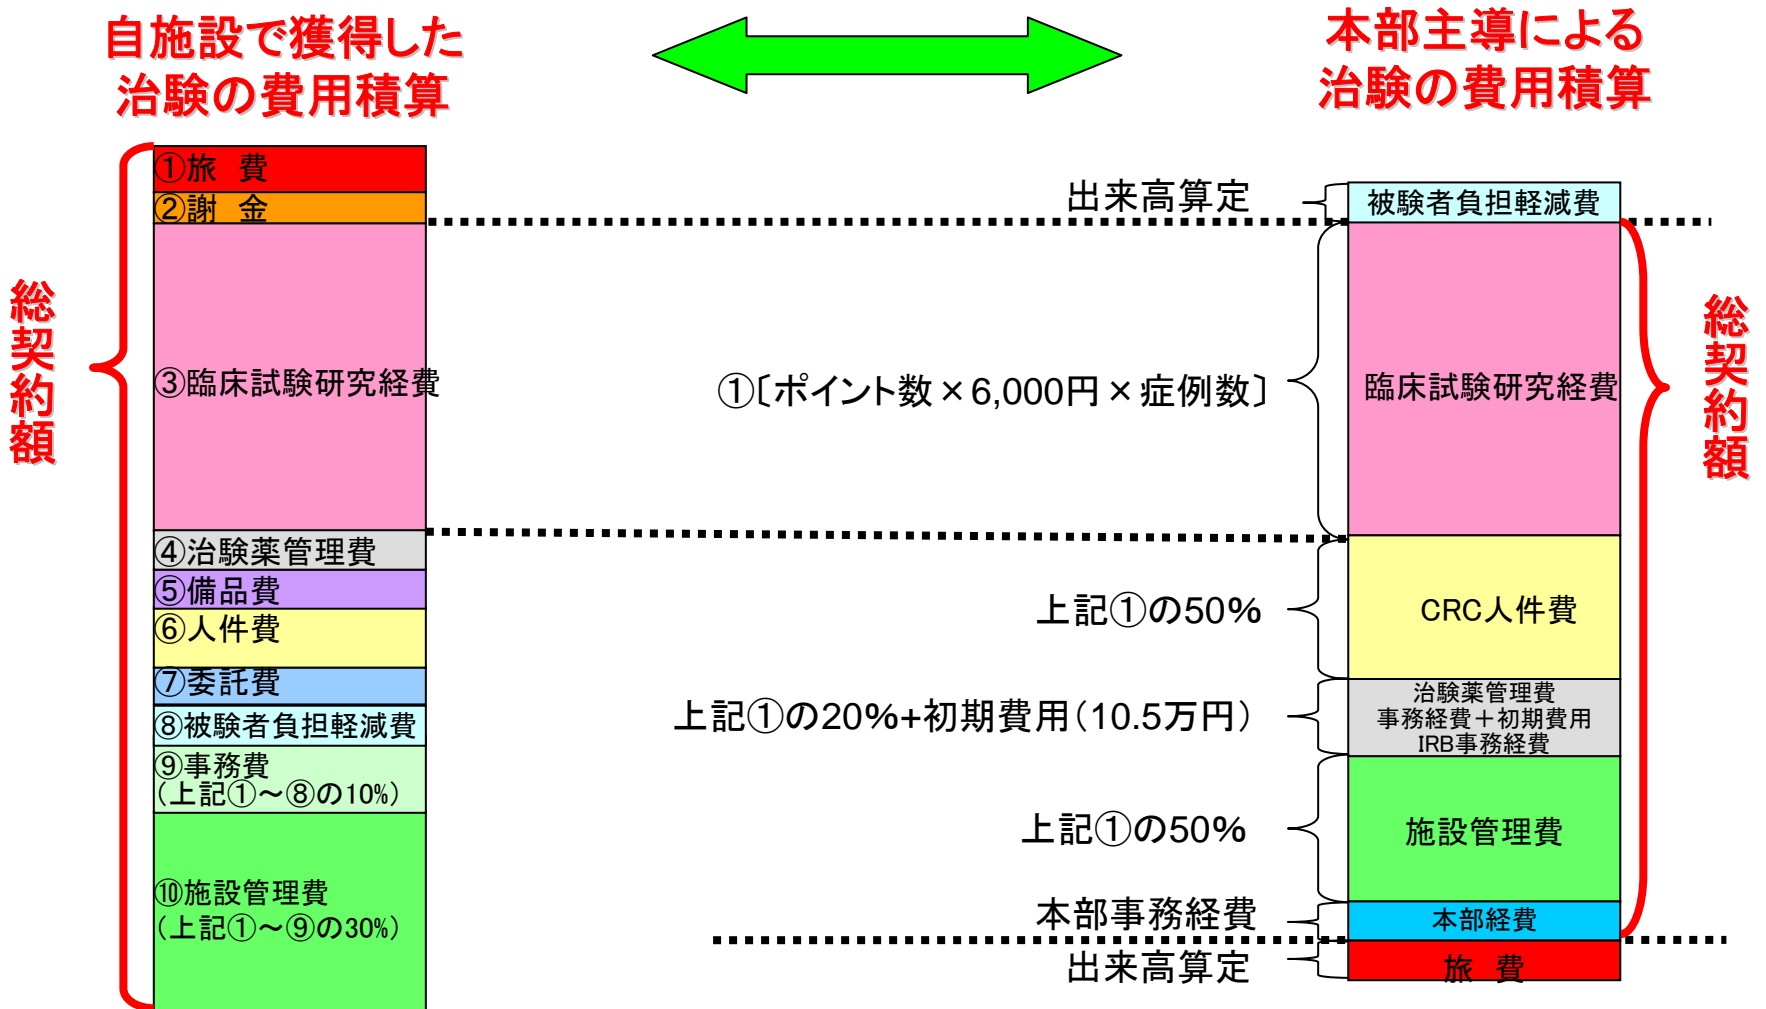 自施設で獲得した
治験の費用積算
総契約額
①旅　費
②謝　金
③臨床試験研究経費
④治験薬管理費
⑤備品費
⑥人件費
⑦委託費
⑧被験者負担軽減費
⑨事務費
(上記①～⑧の10%)
⑩施設管理費
(上記①～⑨の30%)
本部主導による
治験の費用積算
出来高算定
被験者負担軽減費
①〔ポイント数×6,000円×症例数〕
臨床試験研究経費
上記①の50%
CRC人件費
上記①の20%+初期費用(10.5万円)
治験薬管理費
事務経費＋初期費用
IRB事務経費
上記①の50%
施設管理費
本部事務経費
本部経費
出来高算定
旅　費
総契約額